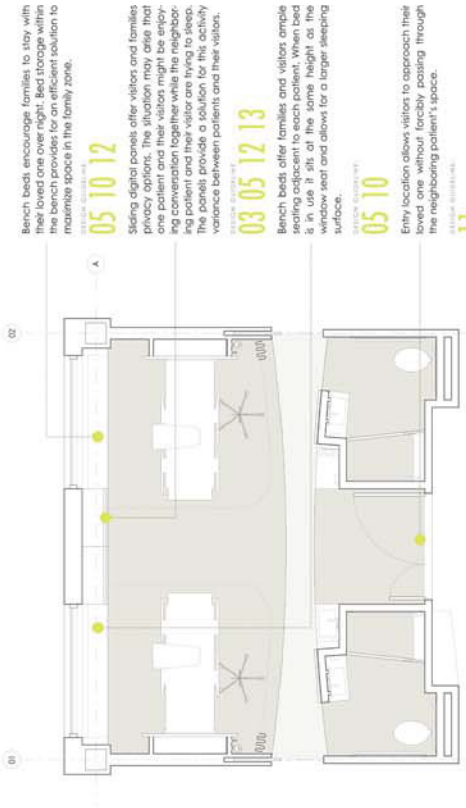 Bench beds encourage families to stay with
their loved one over night. Bed storage within
the bench provides for an efficient solution to
maximize space in the family zone.
DESIGN GUIDELINE
05 10 12
Sliding digital panels offer visitors and families
privacy options. The situation may arise that
one patient and their visitors might be enjoy-
ing conversation together while the neighbor-
ing patient and their visitor are trying to sleep.
The panels provide a solution for this activity
variance between patients and their visitors.
DESIGN GUIDELINE
03 05 12 13
Bench beds offer families and visitors ample
seating adjacent to each patient. When bed
is in use it sits at the same height as the
window seat and allows for a larger sleeping
surface.
DESIGN GUIDELINE
05 10
Entry location allows visitors to approach their
loved one without forcibly passing through
the neighboring patient's space.
DESIGN GUIDELINE
01
02
A